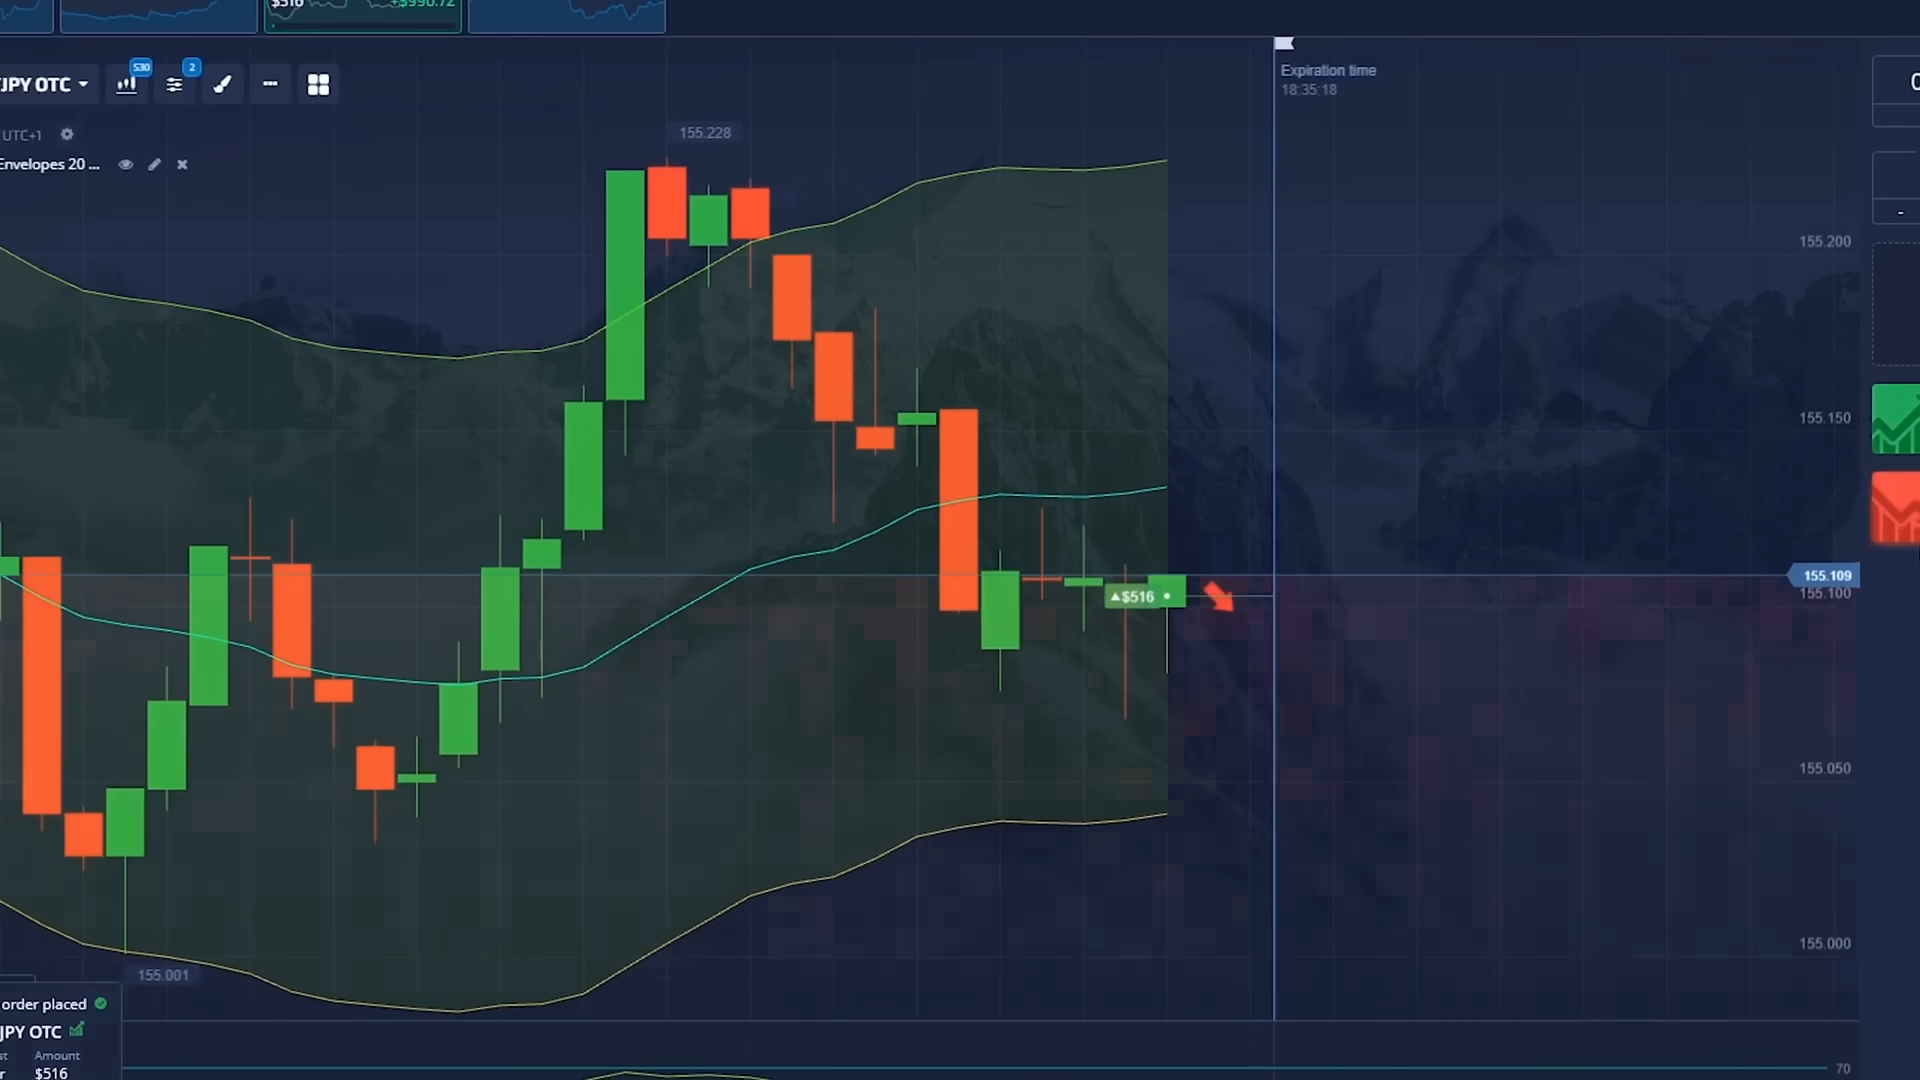 $516 +$990.72
JPY OTC
S30
2
Expiration time
18:35:18
UTC+1
Envelopes 20 ...
155.228
155.200
155.150
155.109
155.100
$516
155.050
155.000
155.001
order placed
JPY OTC
Amount
$516
70